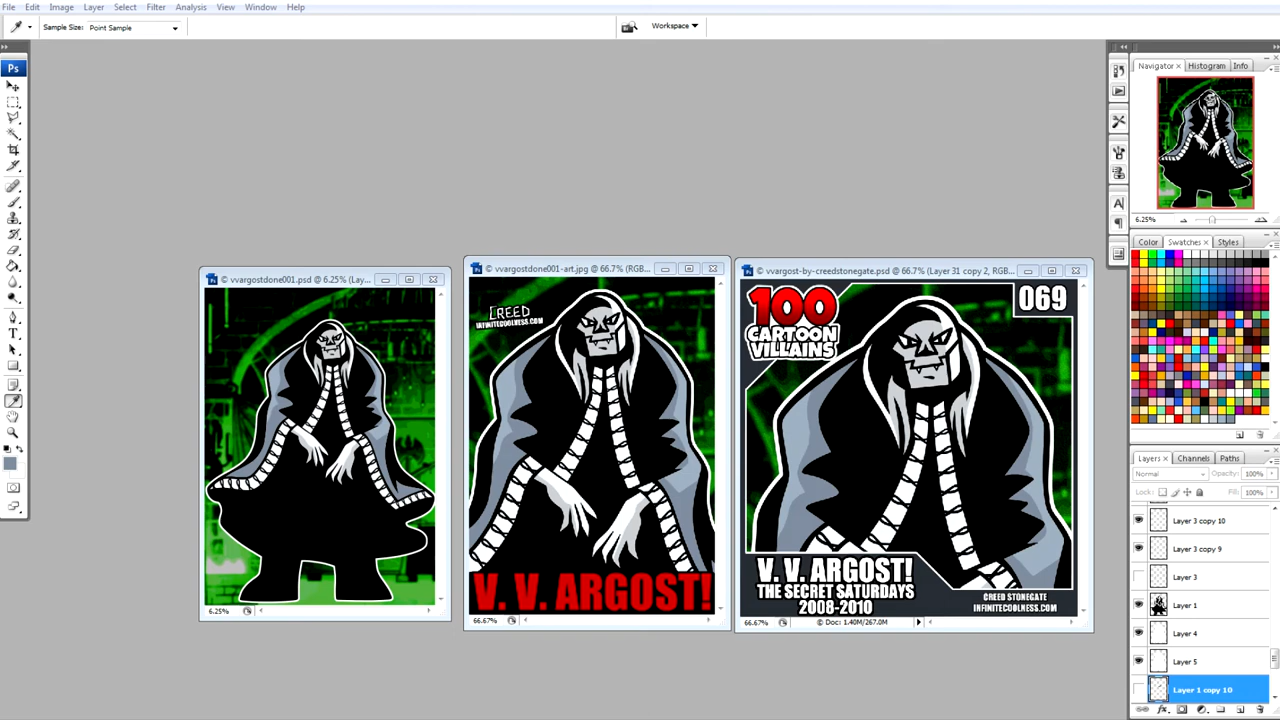 File Edit Image Layer Select Filter Analysis View Window Help
Sample Size: Point Sample
Workspace
Ps
Navigator × Histogram Info
6.25%
Color Swatches × Styles
Layers × Channels Paths
Normal Opacity: 100%
Lock: Fill: 100%
Layer 3 copy 10
Layer 3 copy 9
Layer 3
Layer 1
Layer 4
Layer 5
Layer 1 copy 10
© vvargostdone001.psd @ 6.25% (Lay...
6.25%
© vvargostdone001-art.jpg @ 66.7% (RGB...
CREED
INFINITECOOLNESS.COM
V. V. ARGOST!
66.67%
© vvargost-by-creedstonegate.psd @ 66.7% (Layer 31 copy 2, RGB...
100
CARTOON
VILLAINS
069
V. V. ARGOST!
THE SECRET SATURDAYS
2008-2010
CREED STONEGATE
INFINITECOOLNESS.COM
66.67% © Doc: 1.40M/267.0M